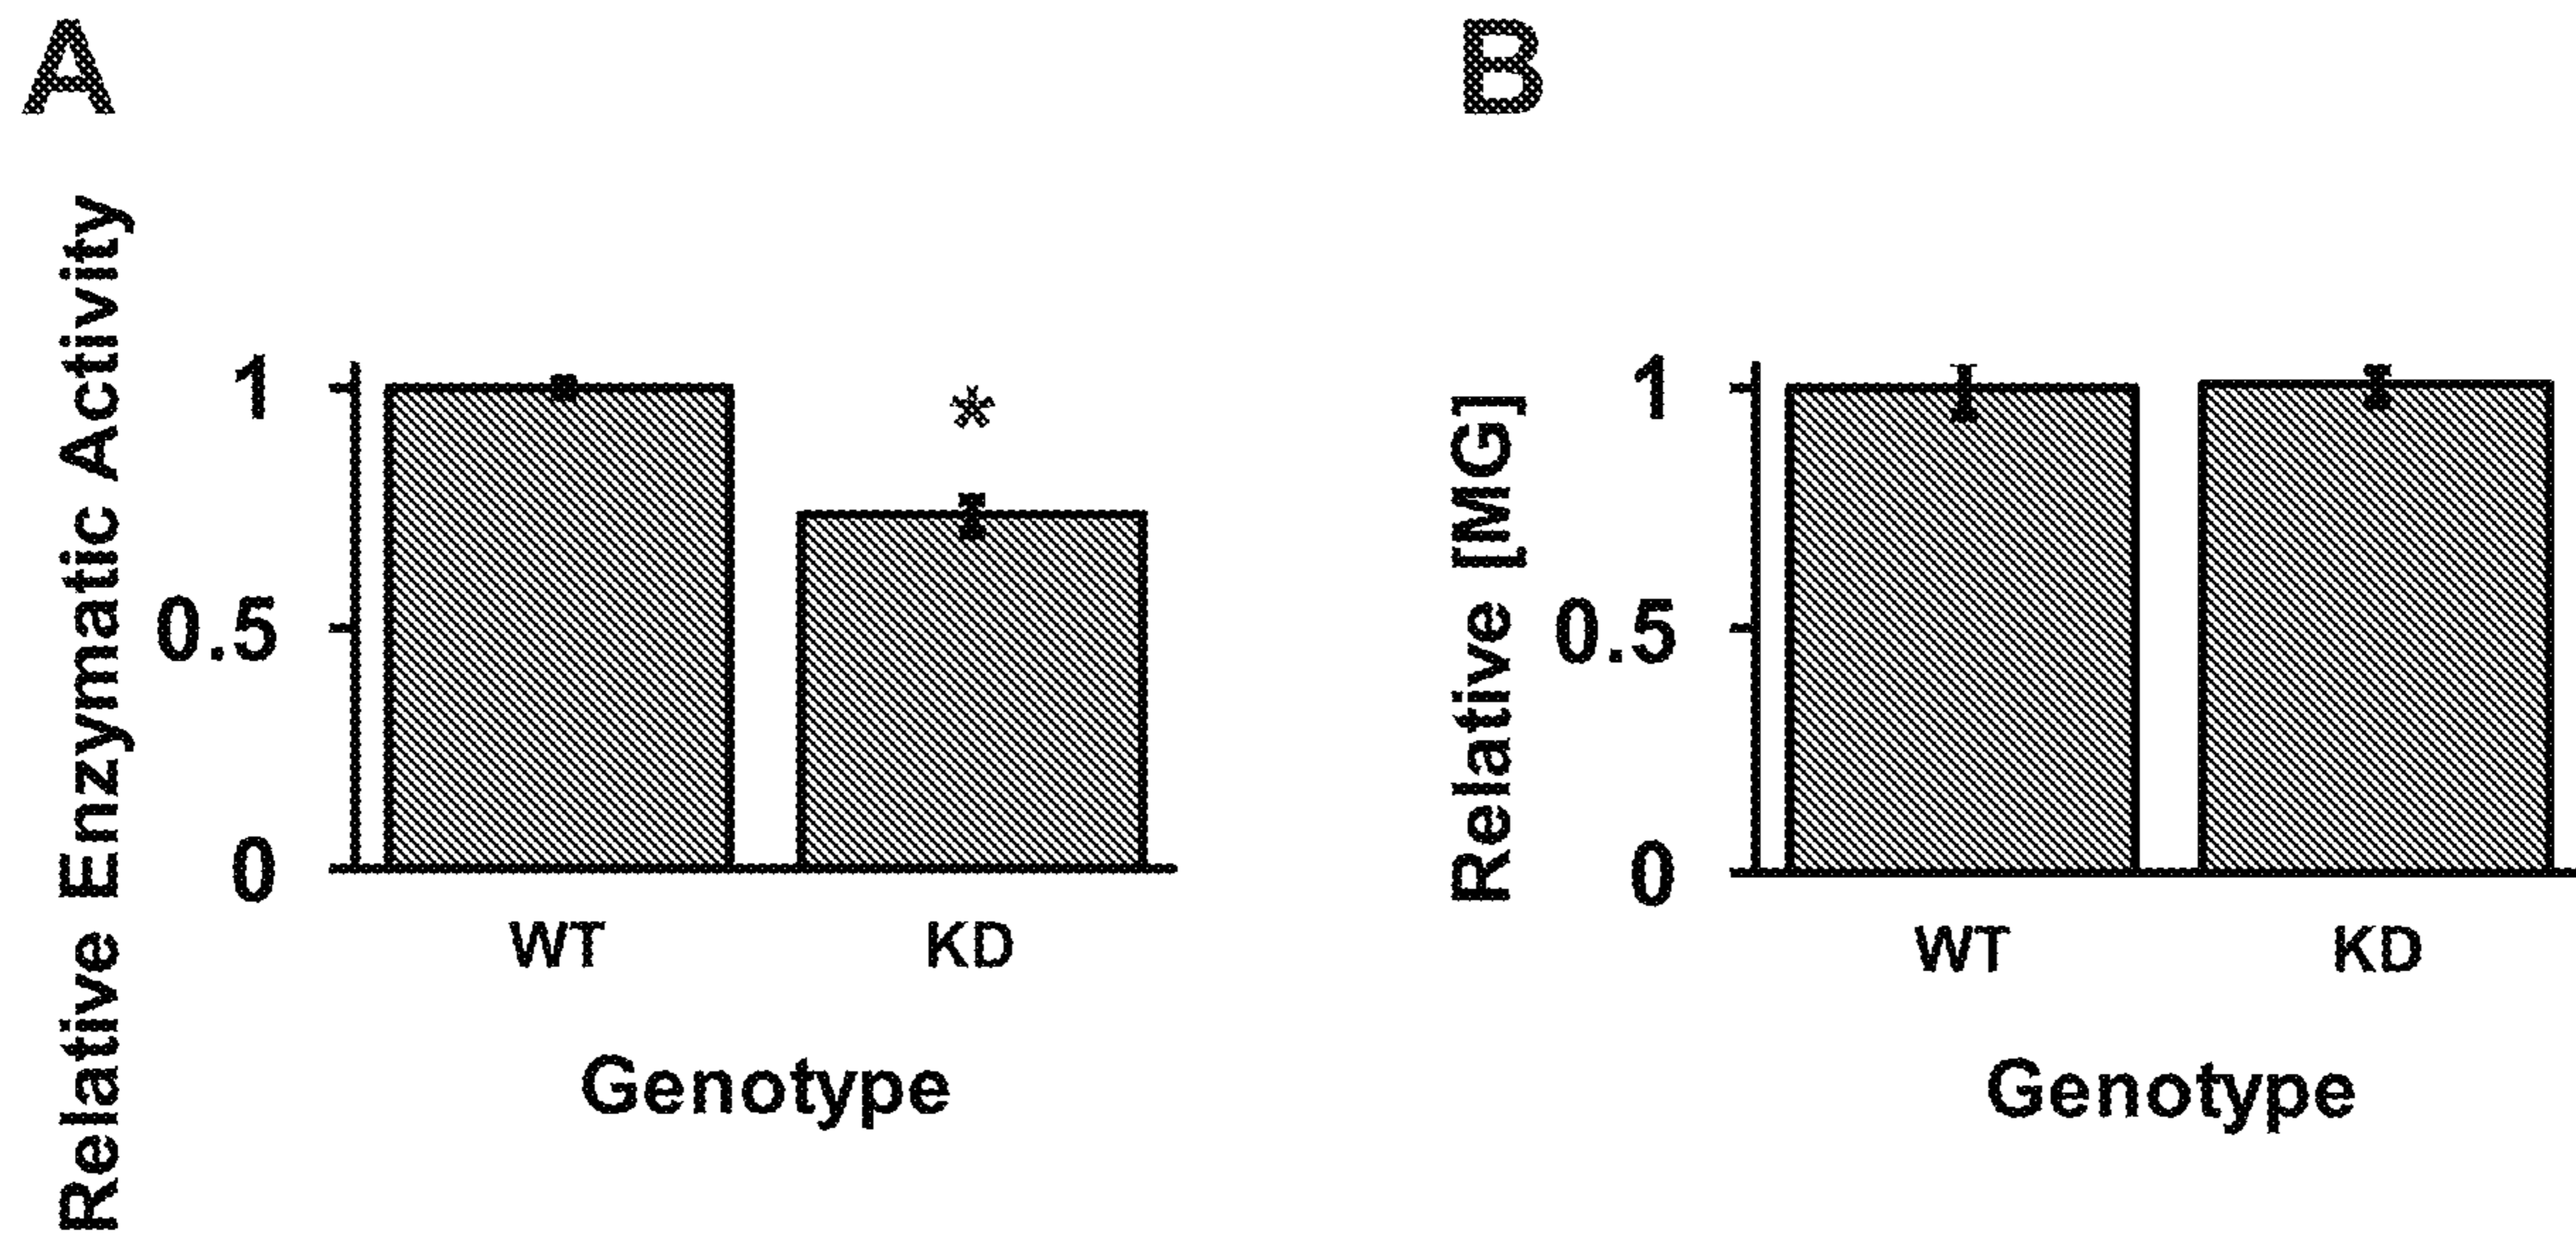 A
Relative Enzymatic Activity
1
0.5
0
*
WT KD
Genotype
B
Relative [MG]
1
0.5
0
WT KD
Genotype